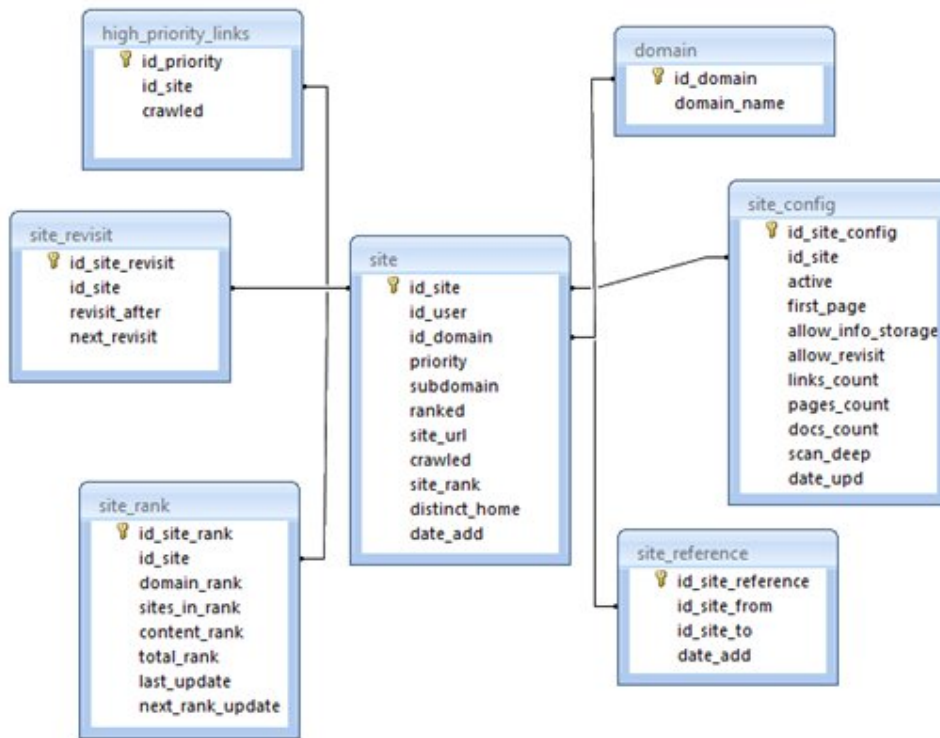 high_priority_links
id_priority
id_site
crawled
domain
id_domain
domain_name
site_revisit
id_site_revisit
id_site
revisit_after
next_revisit
site
id_site
id_user
id_domain
priority
subdomain
ranked
site_url
crawled
site_rank
distinct_home
date_add
site_config
id_site_config
id_site
active
first_page
allow_info_storage
allow_revisit
links_count
pages_count
docs_count
scan_deep
date_upd
site_rank
id_site_rank
id_site
domain_rank
sites_in_rank
content_rank
total_rank
last_update
next_rank_update
site_reference
id_site_reference
id_site_from
id_site_to
date_add